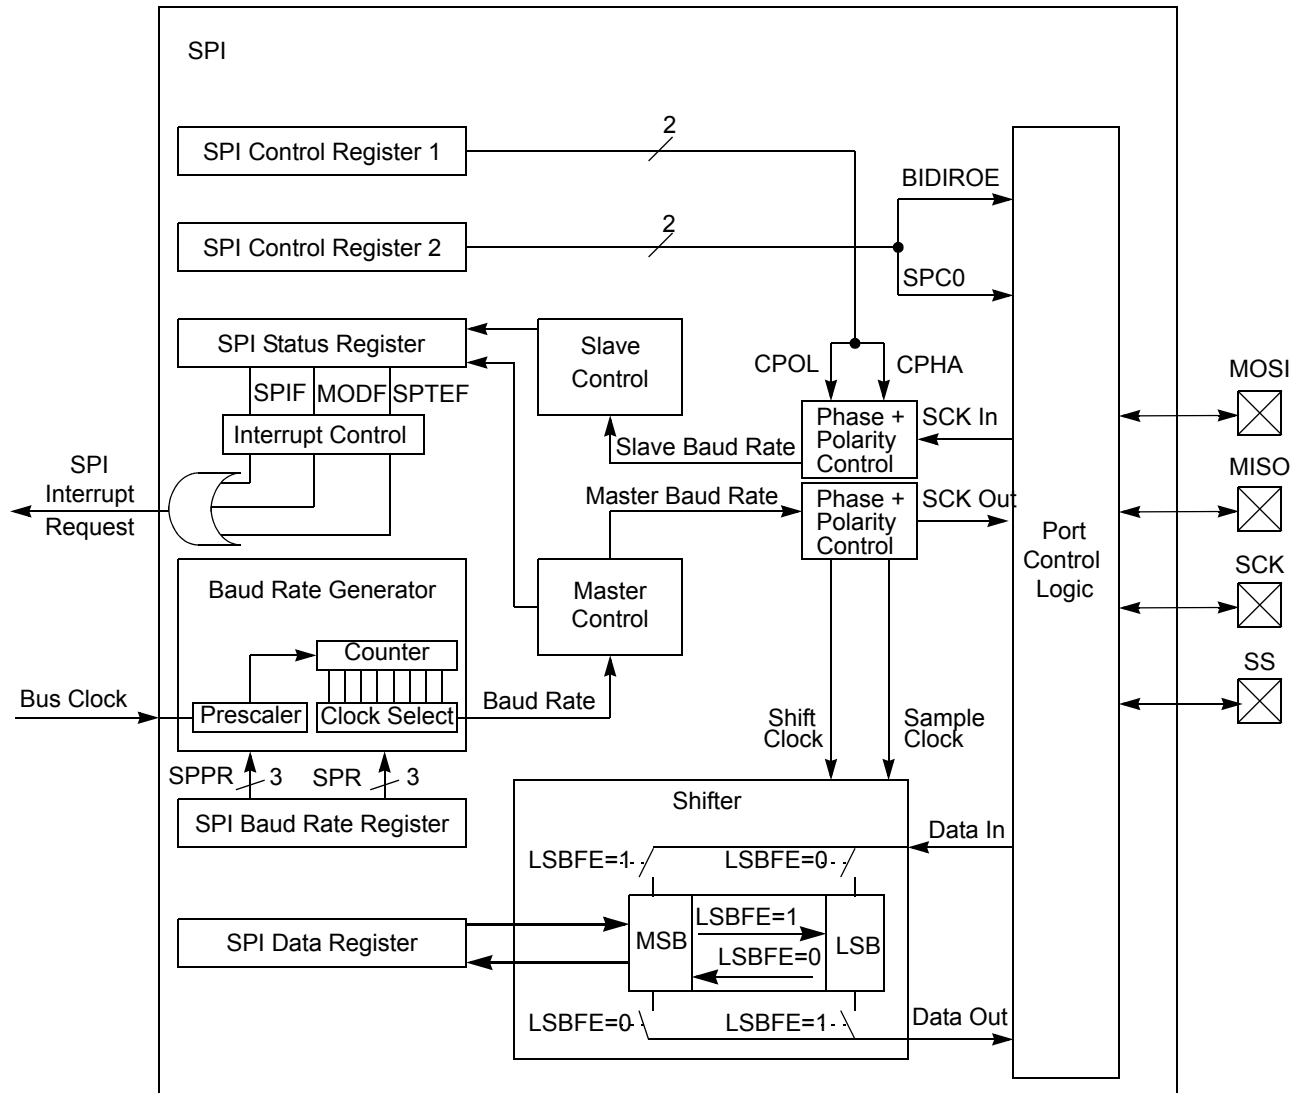 SPI
SPI Control Register 1
2
BIDIROE
SPI Control Register 2
2
SPC0
SPI Status Register
Slave
Control
CPOL
CPHA
MOSI
SPIF
MODF
SPTEF
Interrupt Control
Phase +
Polarity
Control
SCK In
Slave Baud Rate
SPI
Interrupt
Request
Master Baud Rate
Phase +
Polarity
Control
SCK Out
MISO
Port
Control
Logic
Baud Rate Generator
Master
Control
SCK
Counter
Bus Clock
Prescaler
Clock Select
Baud Rate
SS
Shift
Clock
Sample
Clock
SPPR
3
SPR
3
SPI Baud Rate Register
Shifter
Data In
LSBFE=1
LSBFE=0
SPI Data Register
MSB
LSBFE=1
LSBFE=0
LSB
LSBFE=0
LSBFE=1
Data Out